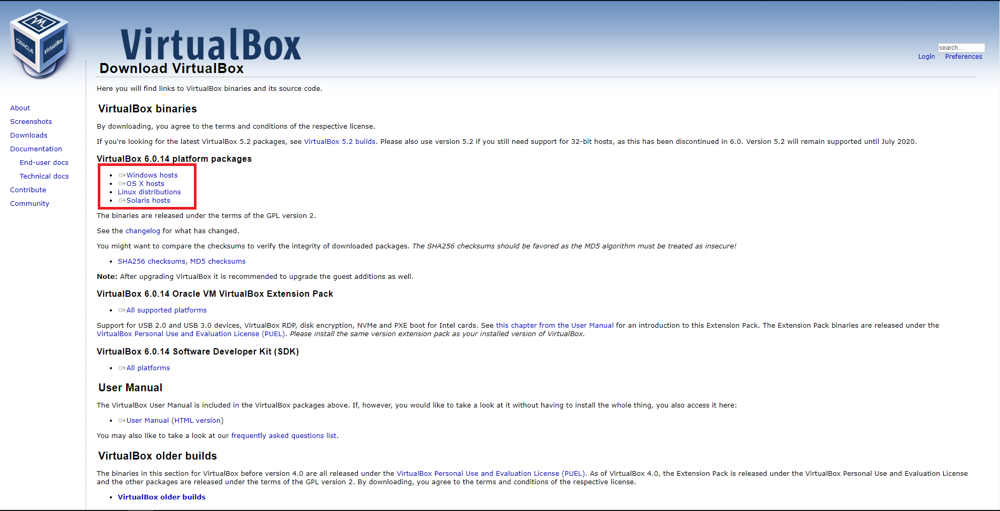 ORACLE
VirtualBox
VirtualBox
search...
Login Preferences
Download VirtualBox
Here you will find links to VirtualBox binaries and its source code.
About
Screenshots
Downloads
Documentation
End-user docs
Technical docs
Contribute
Community
VirtualBox binaries
By downloading, you agree to the terms and conditions of the respective license.
If you're looking for the latest VirtualBox 5.2 packages, see VirtualBox 5.2 builds. Please also use version 5.2 if you still need support for 32-bit hosts, as this has been discontinued in 6.0. Version 5.2 will remain supported until July 2020.
VirtualBox 6.0.14 platform packages
Windows hosts
OS X hosts
Linux distributions
Solaris hosts
The binaries are released under the terms of the GPL version 2.
See the changelog for what has changed.
You might want to compare the checksums to verify the integrity of downloaded packages. The SHA256 checksums should be favored as the MD5 algorithm must be treated as insecure!
SHA256 checksums, MD5 checksums
Note: After upgrading VirtualBox it is recommended to upgrade the guest additions as well.
VirtualBox 6.0.14 Oracle VM VirtualBox Extension Pack
All supported platforms
Support for USB 2.0 and USB 3.0 devices, VirtualBox RDP, disk encryption, NVMe and PXE boot for Intel cards. See this chapter from the User Manual for an introduction to this Extension Pack. The Extension Pack binaries are released under the
VirtualBox Personal Use and Evaluation License (PUEL). Please install the same version extension pack as your installed version of VirtualBox.
VirtualBox 6.0.14 Software Developer Kit (SDK)
All platforms
User Manual
The VirtualBox User Manual is included in the VirtualBox packages above. If, however, you would like to take a look at it without having to install the whole thing, you also access it here:
User Manual (HTML version)
You may also like to take a look at our frequently asked questions list.
VirtualBox older builds
The binaries in this section for VirtualBox before version 4.0 are all released under the VirtualBox Personal Use and Evaluation License (PUEL). As of VirtualBox 4.0, the Extension Pack is released under the VirtualBox Personal Use and Evaluation License
and the other packages are released under the terms of the GPL version 2. By downloading, you agree to the terms and conditions of the respective license.
VirtualBox older builds